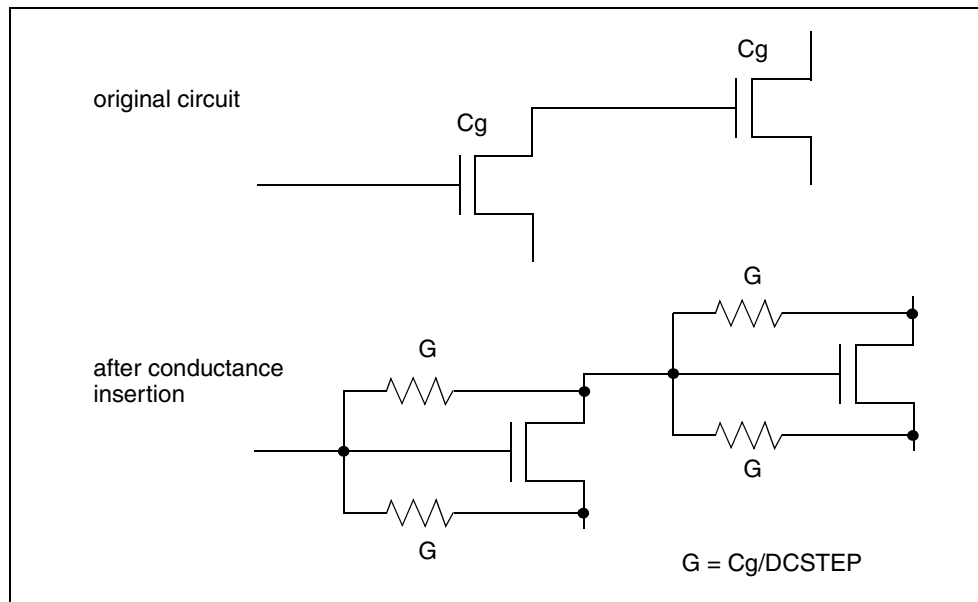 Cg
original circuit
Cg
G
G
after conductance
insertion
G
G
G = Cg/DCSTEP